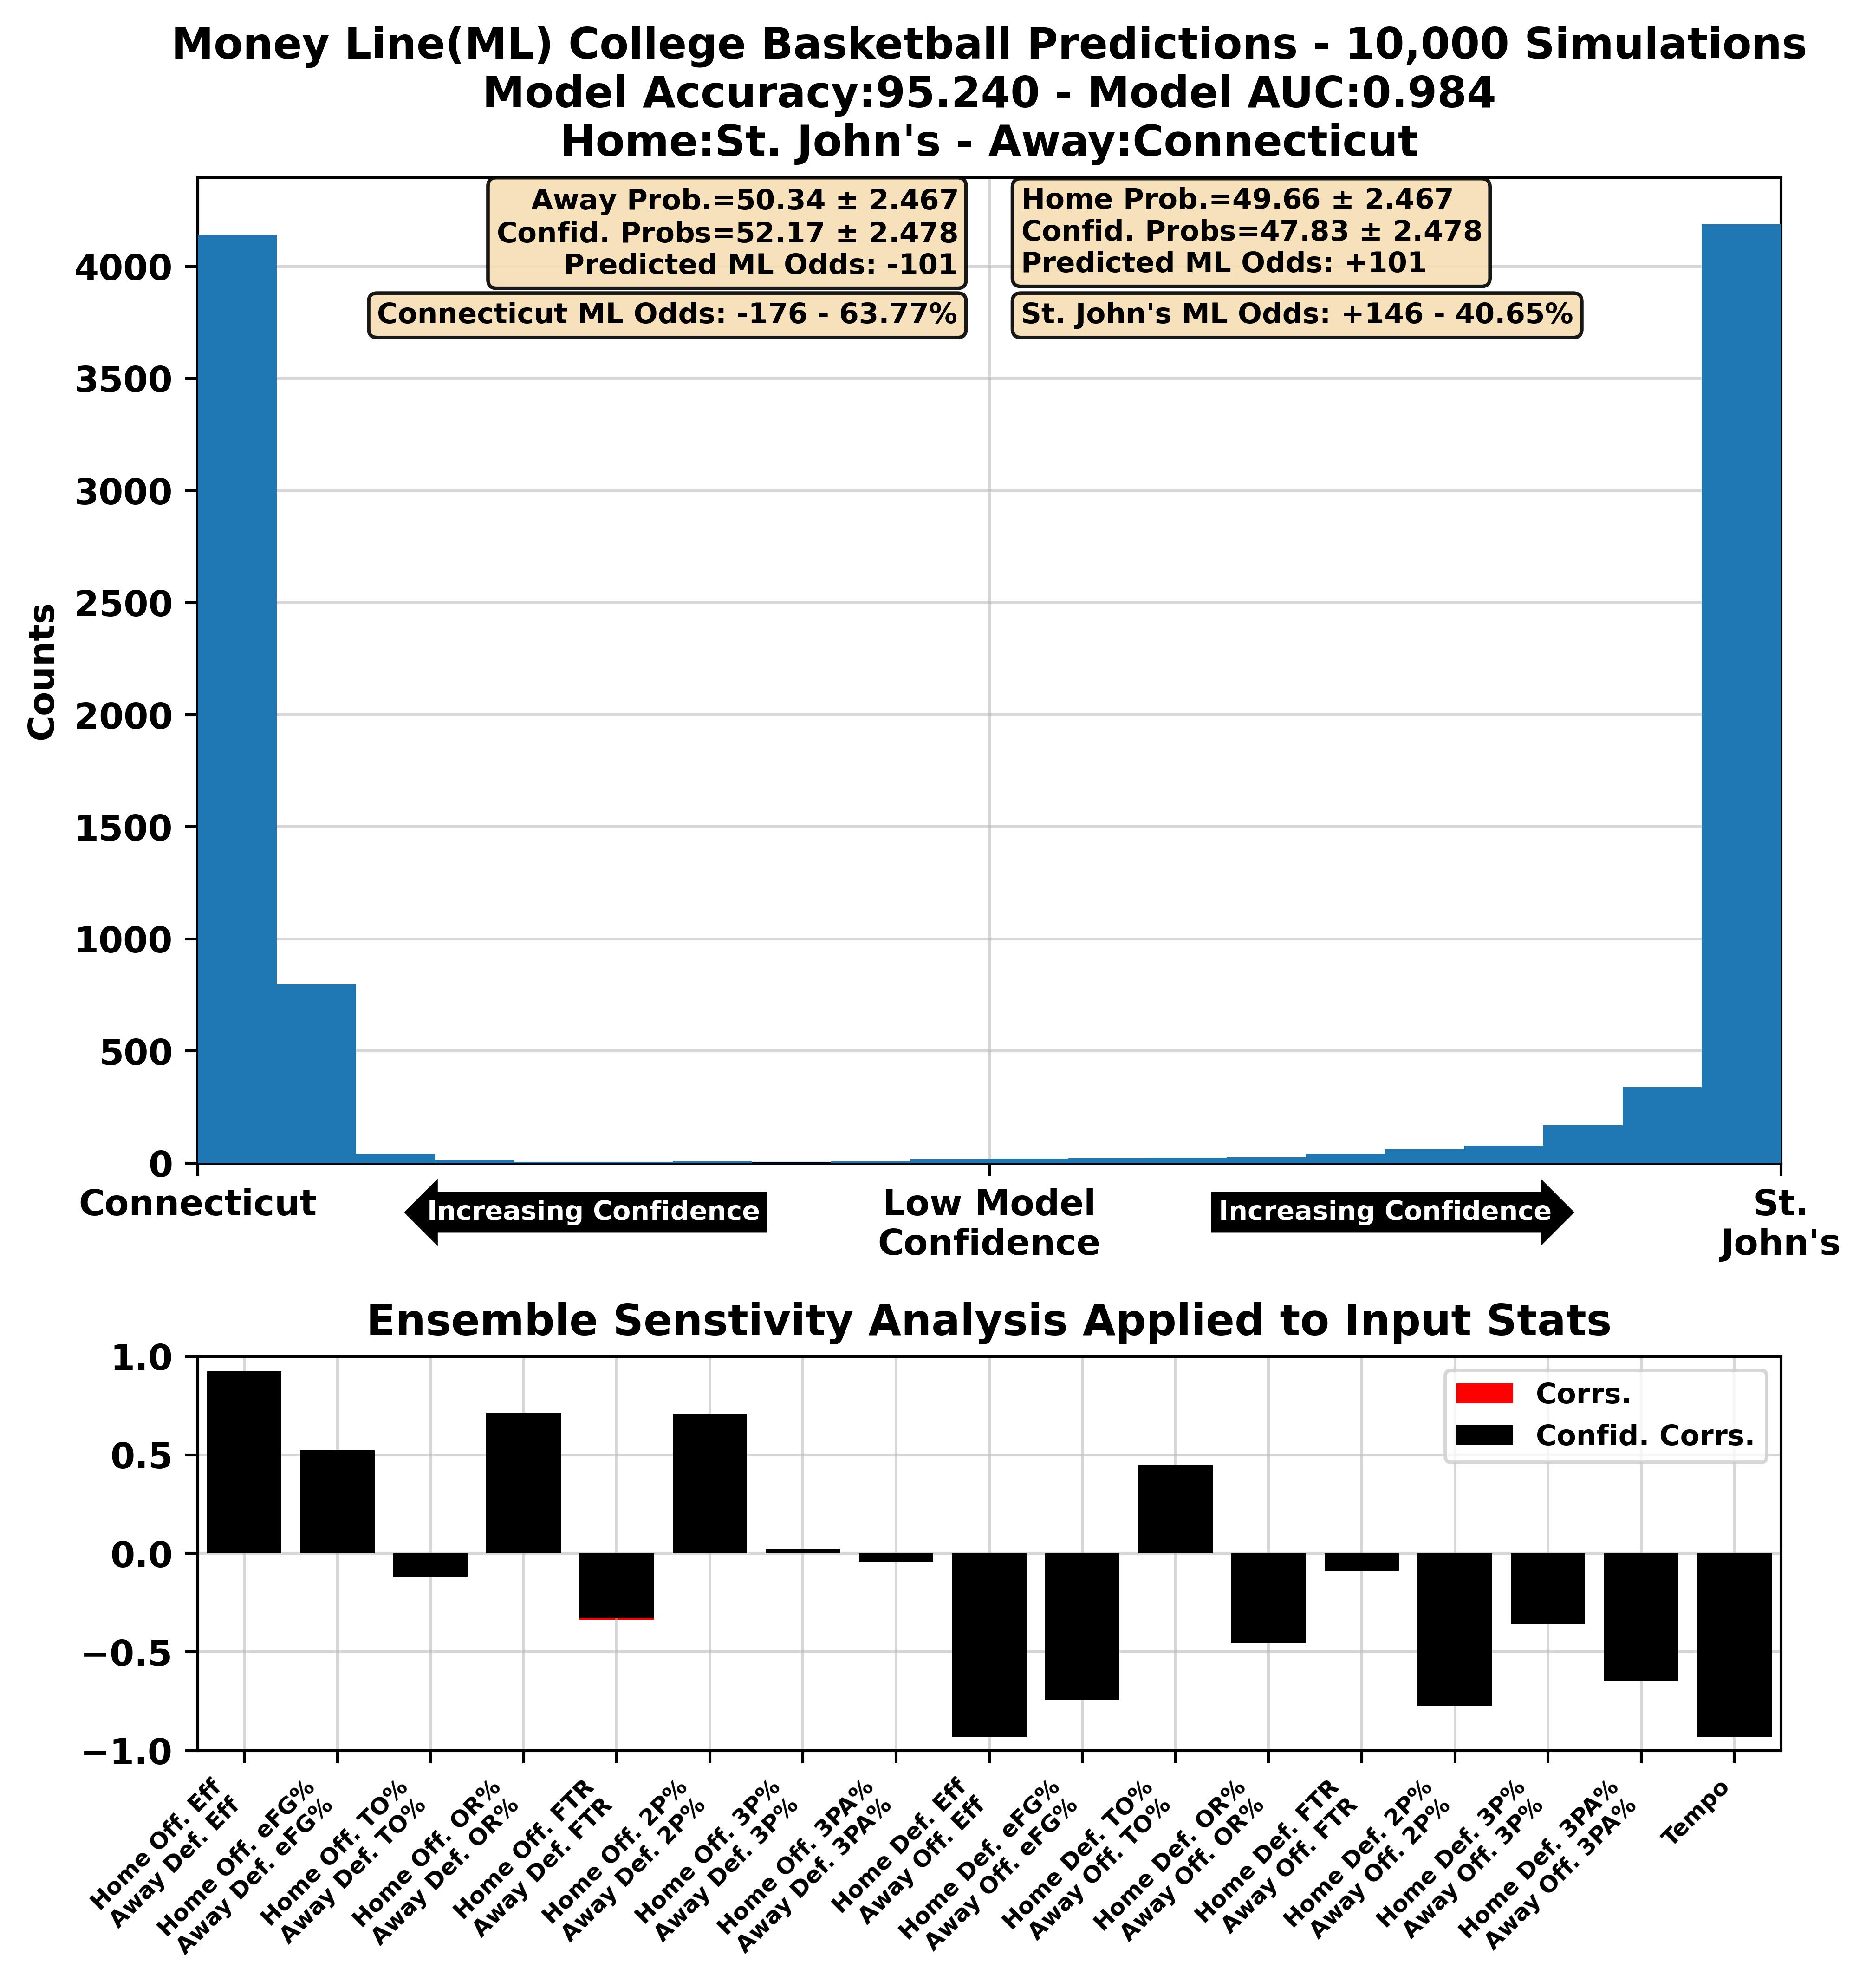 Money Line(ML) College Basketball Predictions - 10,000 Simulations
Model Accuracy:95.240 - Model AUC:0.984
Home:St. John's - Away:Connecticut
Away Prob.=50.34 ± 2.467
Confid. Probs=52.17 ± 2.478
Predicted ML Odds: -101
Connecticut ML Odds: -176 - 63.77%
Home Prob.=49.66 ± 2.467
Confid. Probs=47.83 ± 2.478
Predicted ML Odds: +101
St. John's ML Odds: +146 - 40.65%
Counts
4000
3500
3000
2500
2000
1500
1000
500
0
Connecticut
Increasing Confidence
Low Model
Confidence
Increasing Confidence
St.
John's
Ensemble Senstivity Analysis Applied to Input Stats
1.0
0.5
0.0
−0.5
−1.0
Corrs.
Confid. Corrs.
Home Off. Eff
Away Def. Eff
Home Off. eFG%
Away Def. eFG%
Home Off. TO%
Away Def. TO%
Home Off. OR%
Away Def. OR%
Home Off. FTR
Away Def. FTR
Home Off. 2P%
Away Def. 2P%
Home Off. 3P%
Away Def. 3P%
Home Off. 3PA%
Away Def. 3PA%
Home Def. Eff
Away Off. Eff
Home Def. eFG%
Away Off. eFG%
Home Def. TO%
Away Off. TO%
Home Def. OR%
Away Off. OR%
Home Def. FTR
Away Off. FTR
Home Def. 2P%
Away Off. 2P%
Home Def. 3P%
Away Off. 3P%
Home Def. 3PA%
Away Off. 3PA%
Tempo